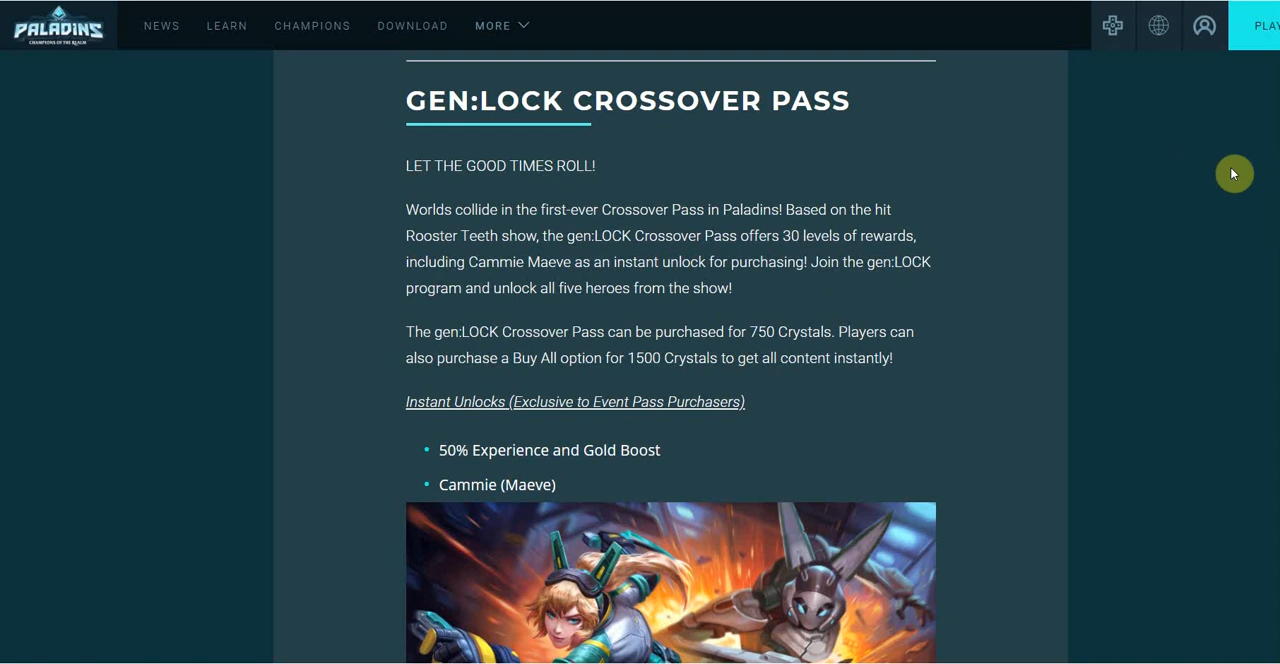 PALADINS
CHAMPIONS OF THE REALM
NEWS LEARN CHAMPIONS DOWNLOAD MORE
PLAY
GEN:LOCK CROSSOVER PASS
LET THE GOOD TIMES ROLL!
Worlds collide in the first-ever Crossover Pass in Paladins! Based on the hit
Rooster Teeth show, the gen:LOCK Crossover Pass offers 30 levels of rewards,
including Cammie Maeve as an instant unlock for purchasing! Join the gen:LOCK
program and unlock all five heroes from the show!
The gen:LOCK Crossover Pass can be purchased for 750 Crystals. Players can
also purchase a Buy All option for 1500 Crystals to get all content instantly!
Instant Unlocks (Exclusive to Event Pass Purchasers)
• 50% Experience and Gold Boost
• Cammie (Maeve)